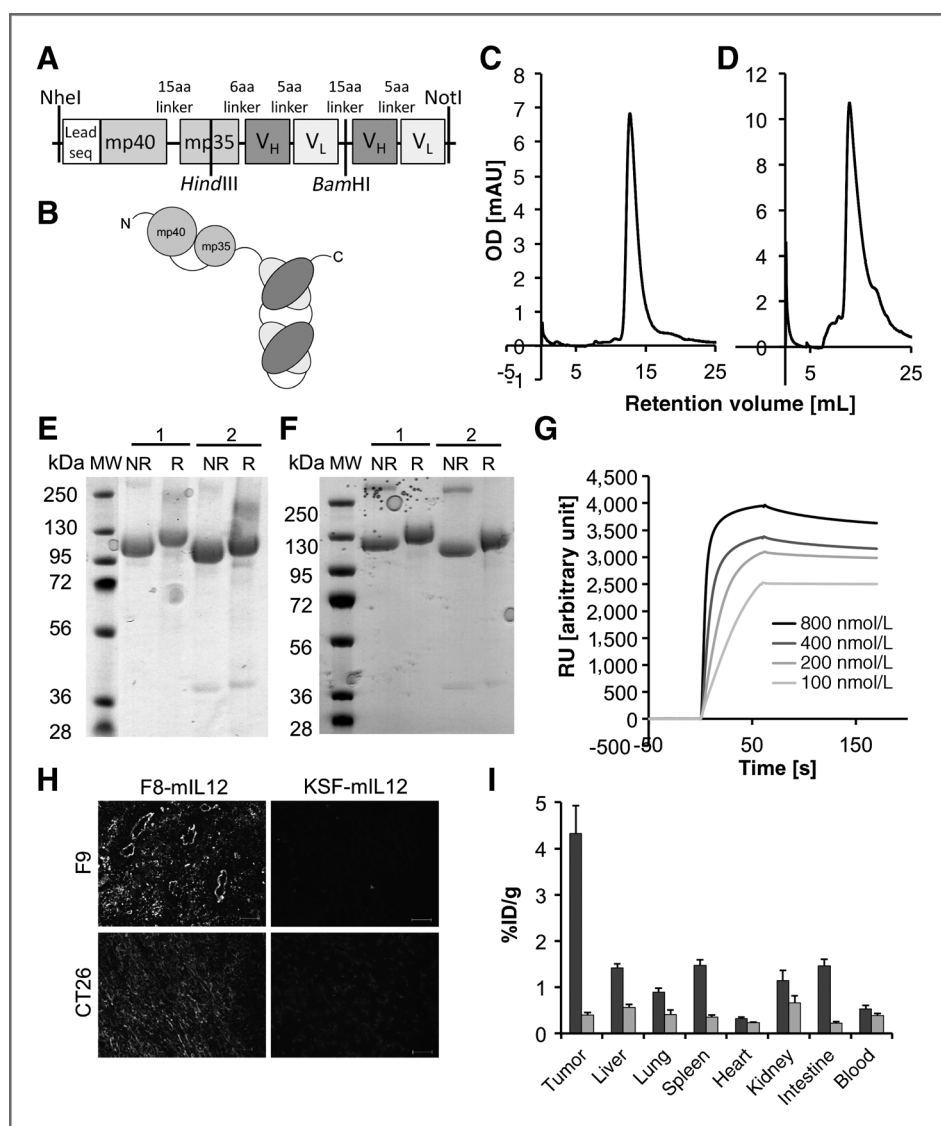 A
15aa linker
6aa linker
5aa linker
15aa linker
5aa linker
NheI
NotI
Lead seq
mp40
mp35
VH
VL
VH
VL
HindIII
BamHI
B
N
mp40
mp35
C
C
OD [mAU]
8
7
6
5
4
3
2
1
0
-1
-5
5
15
25
D
12
10
8
6
4
2
0
5
25
Retention volume [mL]
E
1
2
kDa MW NR R NR R
250
130
95
72
56
36
28
F
1
2
kDa MW NR R NR R
250
130
95
72
56
36
28
G
RU [arbitrary unit]
4,500
4,000
3,500
3,000
2,500
2,000
1,500
1,000
500
0
-500
-50
50
150
800 nmol/L
400 nmol/L
200 nmol/L
100 nmol/L
Time [s]
H
F8-mIL12
KSF-mIL12
F9
CT26
I
%ID/g
5
4
3
2
1
0
Tumor
Liver
Lung
Spleen
Heart
Kidney
Intestine
Blood